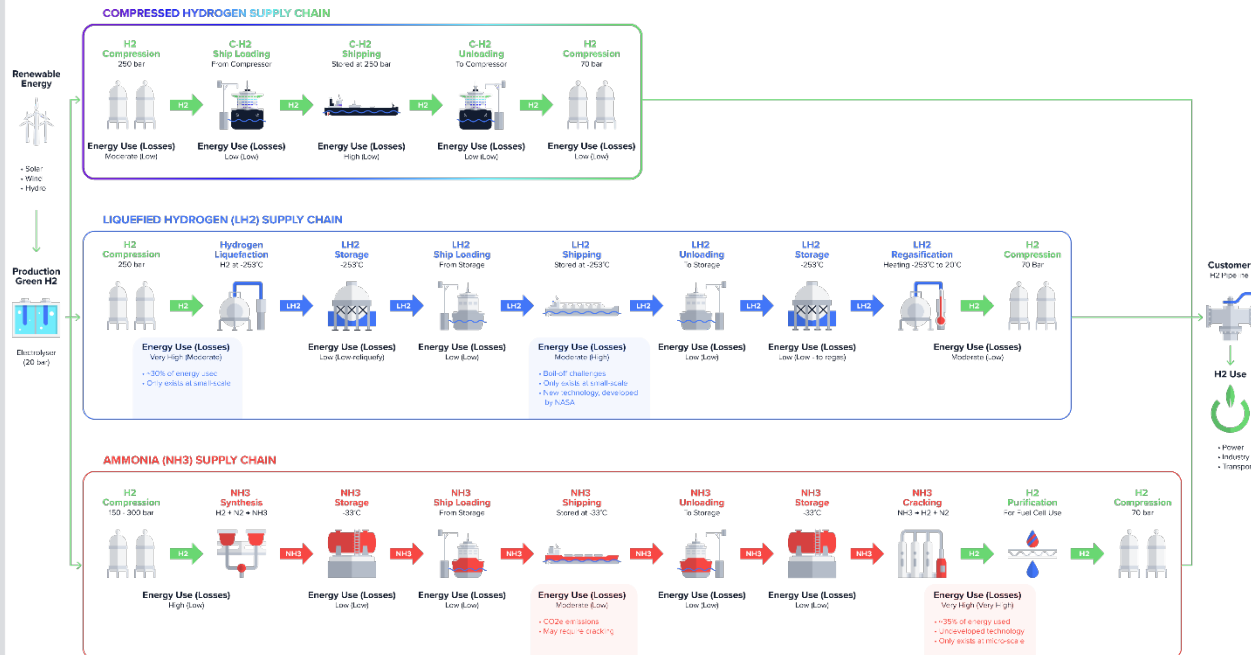 COMPRESSED HYDROGEN SUPPLY CHAIN
H2
Compression
250 bar
C-H2
Ship Loading
From Compressor
C-H2
Shipping
Stored at 250 bar
C-H2
Unloading
To Compressor
H2
Compression
70 bar
H2
H2
H2
H2
Energy Use (Losses)
Moderate (Low)
Energy Use (Losses)
Low (Low)
Energy Use (Losses)
High (Low)
Energy Use (Losses)
Low (Low)
Energy Use (Losses)
Low (Low)
Renewable
Energy
• Solar
• Wind
• Hydro
Production
Green H2
Electrolyser
(20 bar)
LIQUEFIED HYDROGEN (LH2) SUPPLY CHAIN
H2
Compression
250 bar
Hydrogen
Liquefaction
H2 at -253°C
LH2
Storage
-253°C
LH2
Ship Loading
From Storage
LH2
Shipping
Stored at -253°C
LH2
Unloading
To Storage
LH2
Storage
-253°C
LH2
Regasification
Heating -253°C to 20°C
H2
Compression
70 Bar
H2
LH2
LH2
LH2
LH2
LH2
LH2
H2
Energy Use (Losses)
Very High (Moderate)
• ~30% of energy used
• Only exists at small-scale
Energy Use (Losses)
Low (Low-reliquefy)
Energy Use (Losses)
Low (Low)
Energy Use (Losses)
Moderate (High)
• Boil-off challenges
• Only exists at small-scale
• New technology, developed
by NASA
Energy Use (Losses)
Low (Low)
Energy Use (Losses)
Low (Low - to regas)
Energy Use (Losses)
Moderate (Low)
AMMONIA (NH3) SUPPLY CHAIN
H2
Compression
150 - 300 bar
NH3
Synthesis
H2 + N2 → NH3
NH3
Storage
-33°C
NH3
Ship Loading
From Storage
NH3
Shipping
Stored at -33°C
NH3
Unloading
To Storage
NH3
Storage
-33°C
NH3
Cracking
NH3 → H2 + N2
H2
Purification
For Fuel Cell Use
H2
Compression
70 bar
H2
NH3
NH3
NH3
NH3
NH3
NH3
H2
H2
Energy Use (Losses)
High (Low)
Energy Use (Losses)
Low (Low)
Energy Use (Losses)
Low (Low)
Energy Use (Losses)
Moderate (Low)
• CO2e emissions
• May require cracking
Energy Use (Losses)
Low (Low)
Energy Use (Losses)
Low (Low)
Energy Use (Losses)
Very High (Very High)
• ~35% of energy used
• Undeveloped technology
• Only exists at micro-scale
Customer
H2 Pipeline
H2 Use
• Power
• Industry
• Transpor